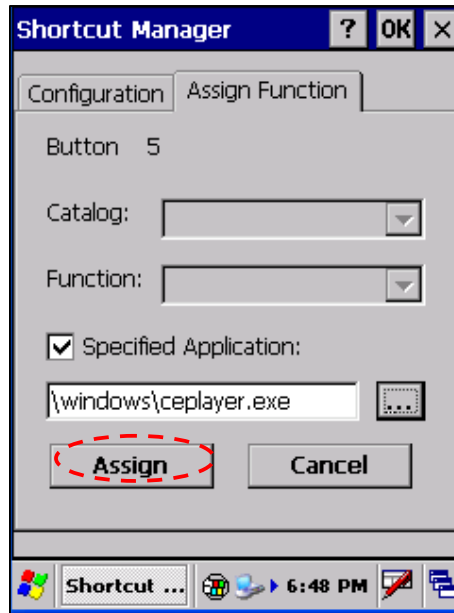 Shortcut Manager ? OK ×
Configuration Assign Function
Button 5
Catalog:
Function:
Specified Application:
\windows\ceplayer.exe ...
Assign Cancel
Shortcut ... 6:48 PM